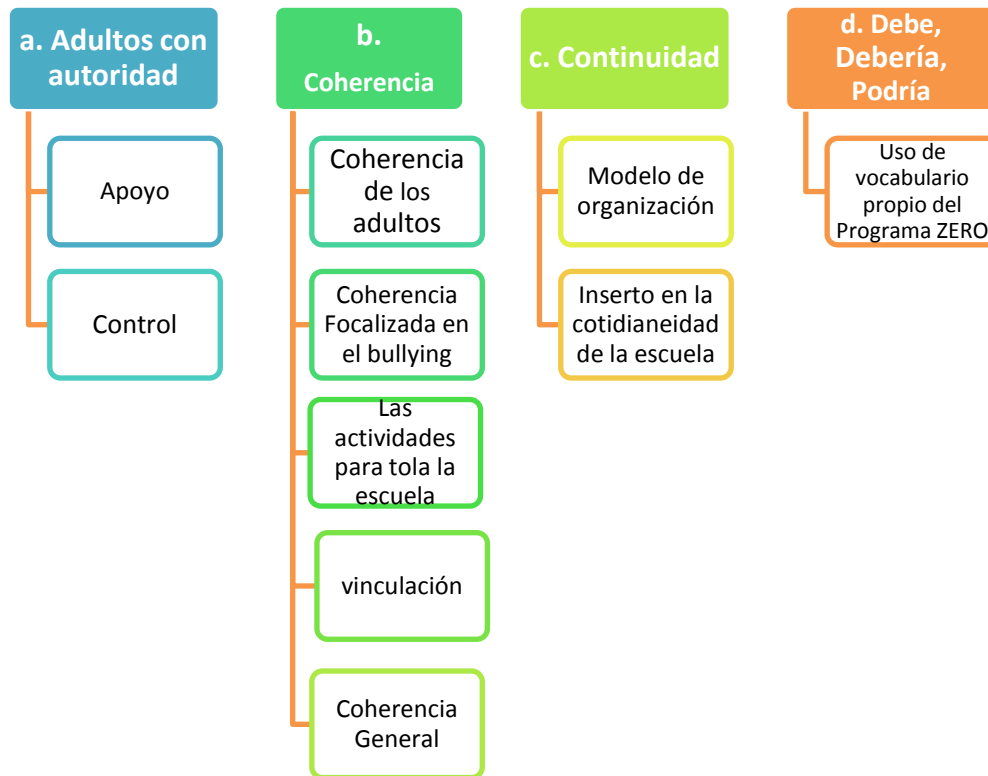 a. Adultos con
autoridad
Apoyo
Control
b.
Coherencia
Coherencia
de los
adultos
Coherencia
Focalizada en
el bullying
Las
actividades
para tola la
escuela
vinculación
Coherencia
General
c. Continuidad
Modelo de
organización
Inserto en la
cotidianeidad
de la escuela
d. Debe,
Debería,
Podría
Uso de
vocabulario
propio del
Programa ZERO